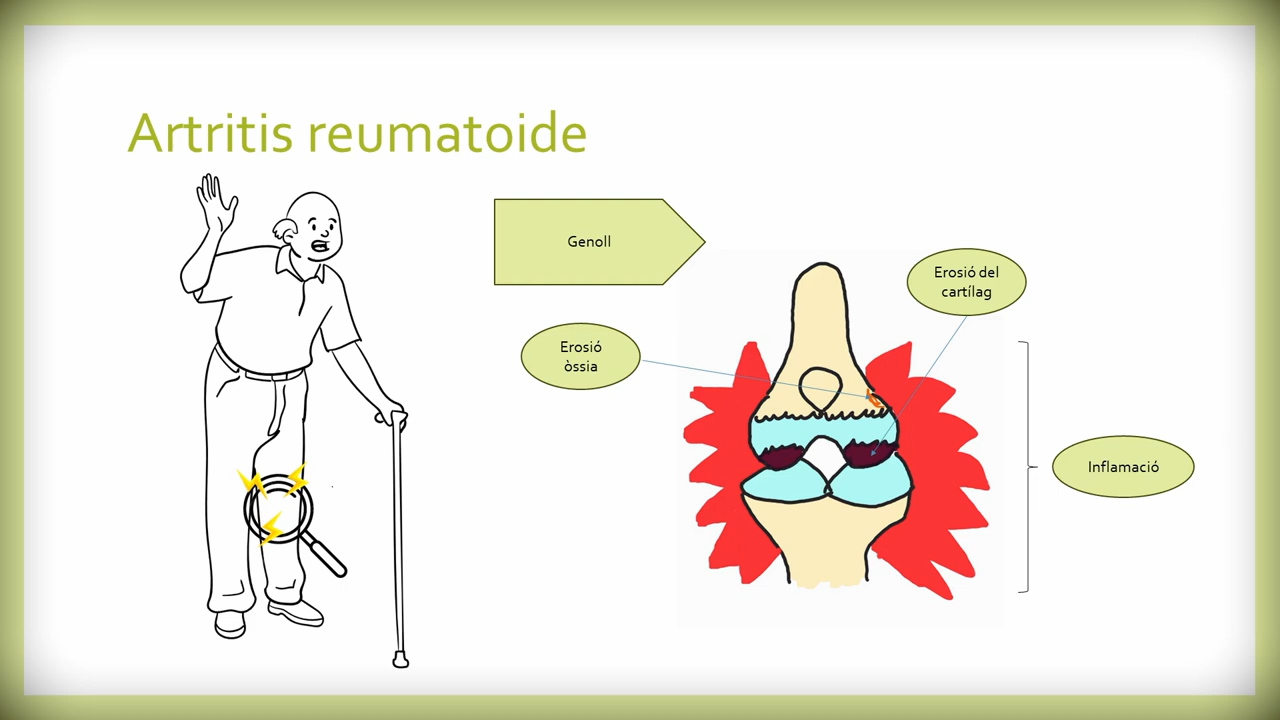 Artritis reumatoide
Genoll
Erosió del
cartílag
Erosió
òssia
Inflamació